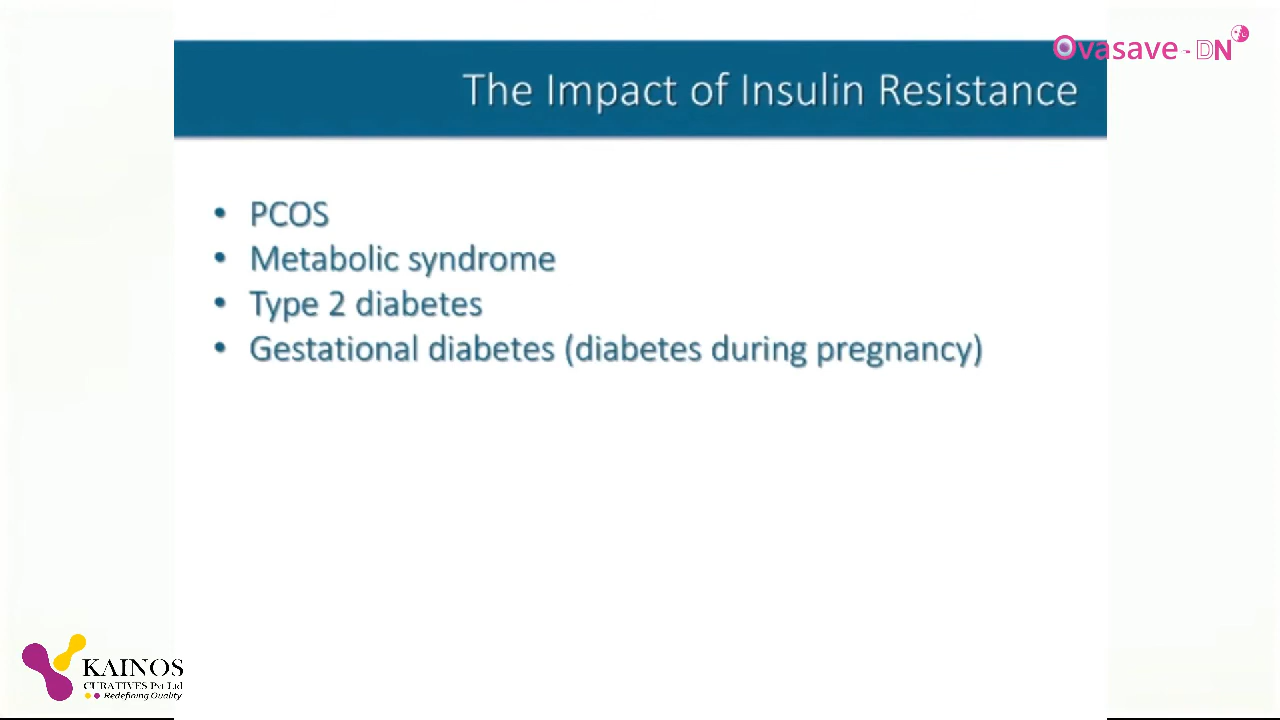 Ovasave - DN
The Impact of Insulin Resistance
• PCOS
• Metabolic syndrome
• Type 2 diabetes
• Gestational diabetes (diabetes during pregnancy)
KAINOS
CURATIVES Pvt Ltd
Redefining Quality